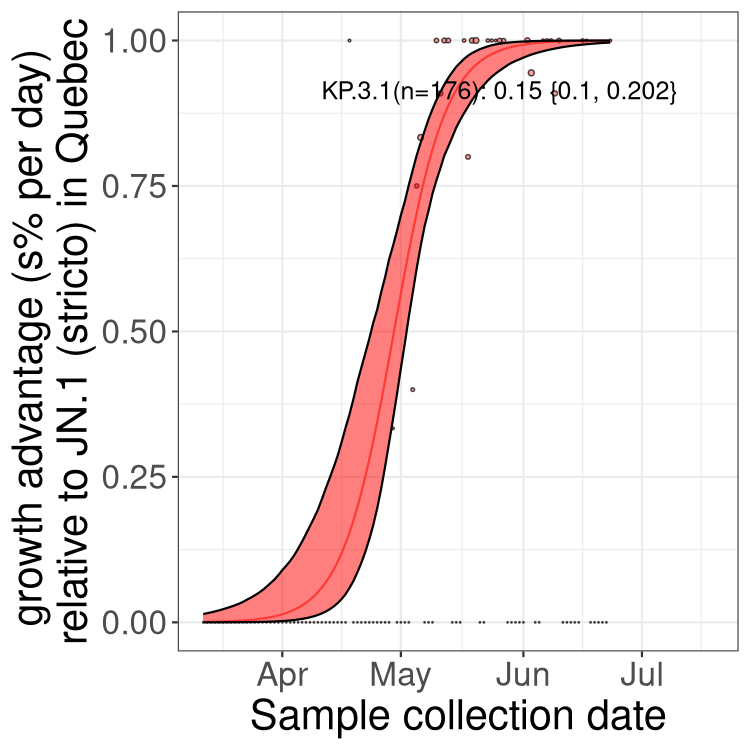 growth advantage (s% per day)
relative to JN.1 (stricto) in Quebec
1.00
0.75
0.50
0.25
0.00
KP.3.1(n=176): 0.15 {0.1, 0.202}
Apr May Jun Jul
Sample collection date